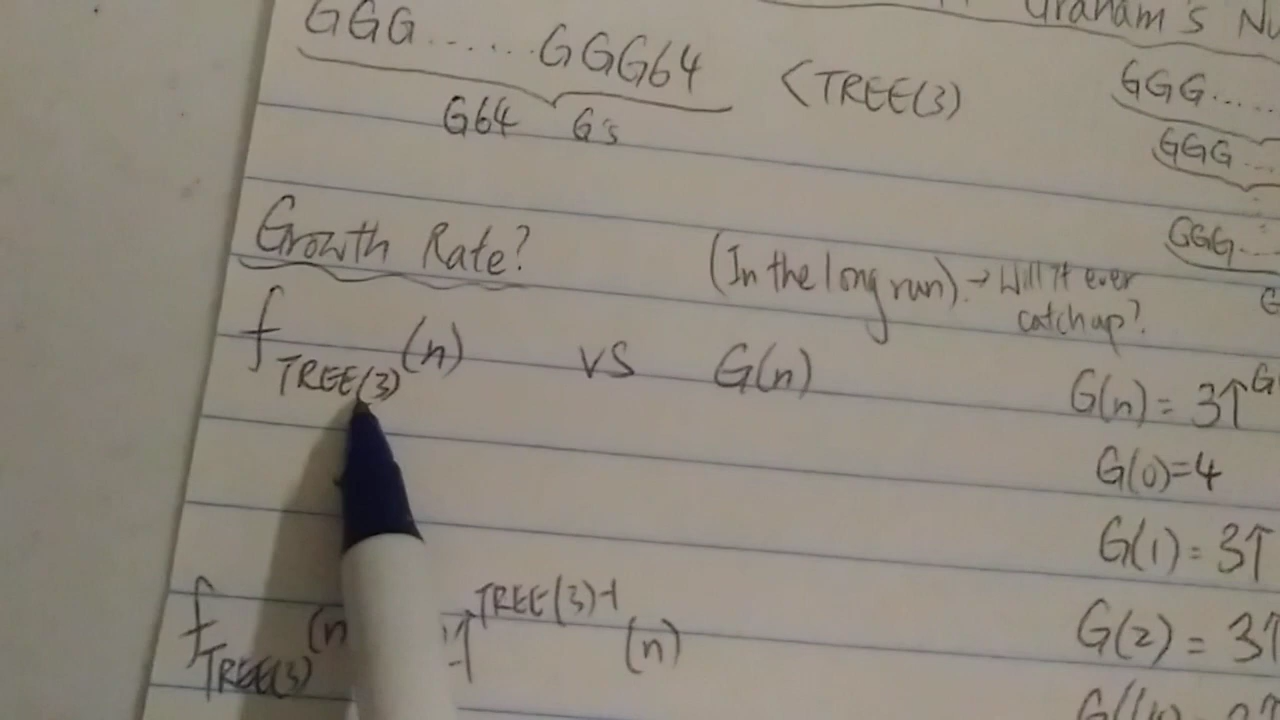 Graham's Nu
GGG......GGG64 <TREE(3)
G64 G's
GGG.....
GGG...
GGG...
Growth Rate? (In the long run). → Will it ever
catch up?
f_TREE(3)(n) vs G(n)
G(n) = 3↑^G
G(0)=4
G(1) = 3↑
f_TREE(3)(n ↑^TREE(3)-1 (n)
G(2) = 3↑